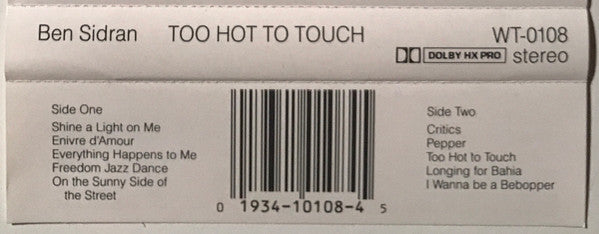 Ben Sidran TOO HOT TO TOUCH WT-0108
DOLBY HX PRO stereo
Side One
Shine a Light on Me
Enivre d'Amour
Everything Happens to Me
Freedom Jazz Dance
On the Sunny Side of
the Street
0 1934-10108-4 5
Side Two
Critics
Pepper
Too Hot to Touch
Longing for Bahia
I Wanna be a Bebopper